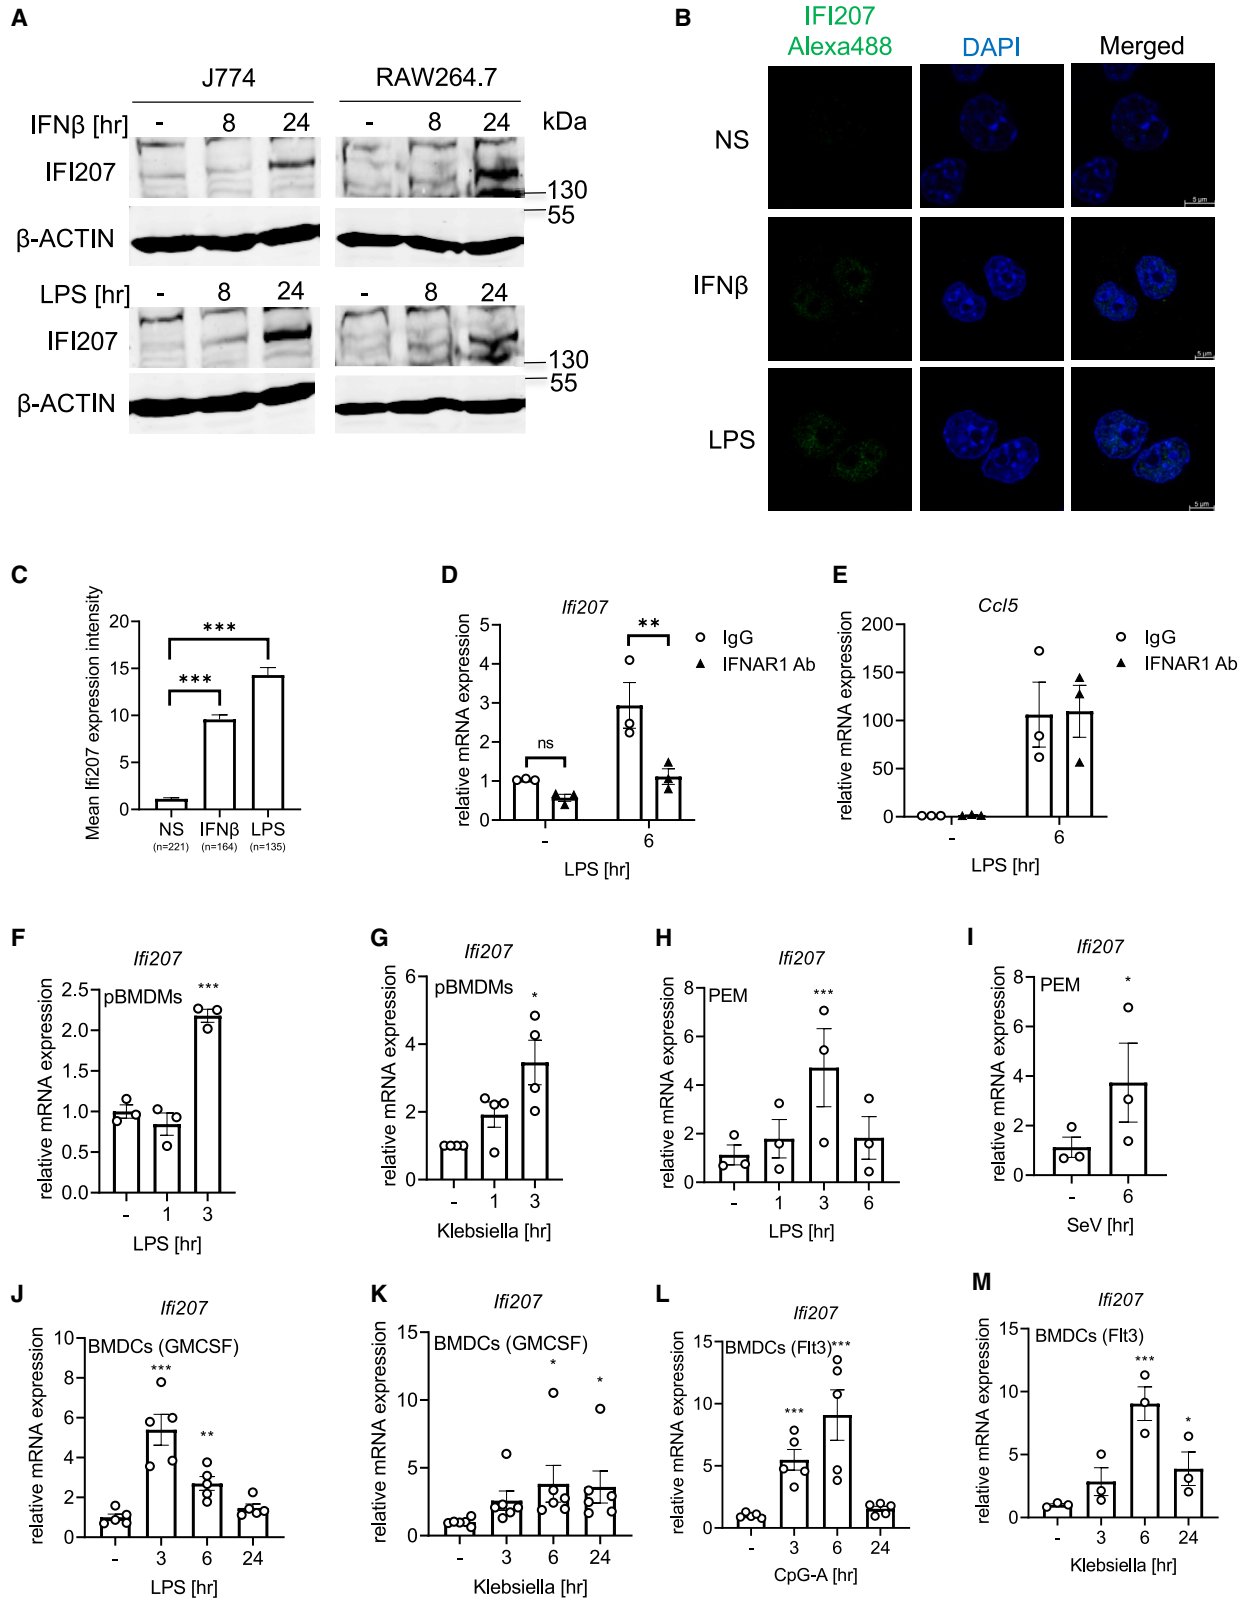 A
J774 RAW264.7
IFNβ [hr] - 8 24 - 8 24 kDa
IFI207
130
55
β-ACTIN
LPS [hr] - 8 24 - 8 24
IFI207
130
55
β-ACTIN
B
IFI207
Alexa488 DAPI Merged
NS
5 µm
IFNβ
5 µm
LPS
5 µm
C
Mean Ifi207 expression intensity
20
15
10
5
0
***
***
NS IFNβ LPS
(n=221) (n=164) (n=135)
D
Ifi207
relative mRNA expression
5
4
3
2
1
0
ns
**
IgG
IFNAR1 Ab
- 6
LPS [hr]
E
Ccl5
relative mRNA expression
200
150
100
50
0
IgG
IFNAR1 Ab
- 6
LPS [hr]
F
Ifi207
pBMDMs
relative mRNA expression
2.5
2.0
1.5
1.0
0.5
0.0
***
- 1 3
LPS [hr]
G
Ifi207
pBMDMs
relative mRNA expression
6
4
2
0
*
- 1 3
Klebsiella [hr]
H
Ifi207
PEM
relative mRNA expression
8
6
4
2
0
***
- 1 3 6
LPS [hr]
I
Ifi207
PEM
relative mRNA expression
8
6
4
2
0
*
- 6
SeV [hr]
J
Ifi207
BMDCs (GMCSF)
relative mRNA expression
10
8
6
4
2
0
***
**
- 3 6 24
LPS [hr]
K
Ifi207
BMDCs (GMCSF)
relative mRNA expression
15
10
5
0
*
*
- 3 6 24
Klebsiella [hr]
L
Ifi207
BMDCs (Flt3)
relative mRNA expression
15
10
5
0
***
***
- 3 6 24
CpG-A [hr]
M
Ifi207
BMDCs (Flt3)
relative mRNA expression
15
10
5
0
***
*
- 3 6 24
Klebsiella [hr]